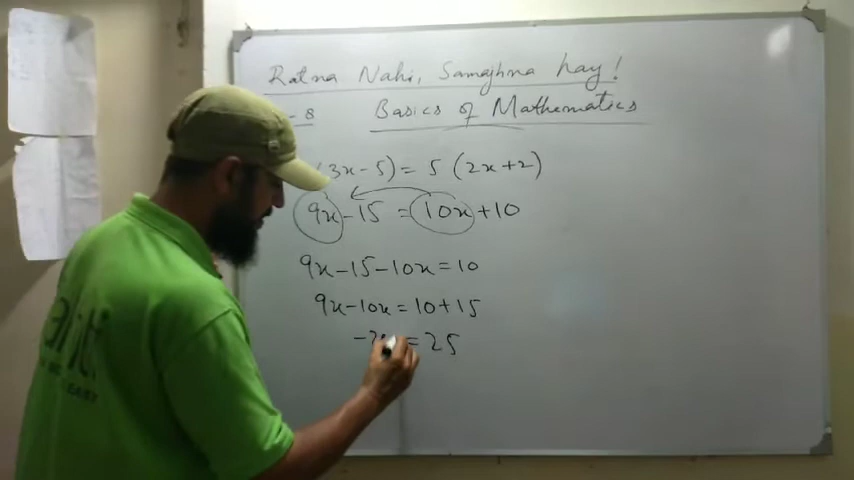 Ratna Nahi, Samajhna hay!
- 8 Basics of Mathematics
(3x-5) = 5 (2x+2)
9x-15 = 10x+10
9x-15-10x=10
9x-10x=10+15
= 25